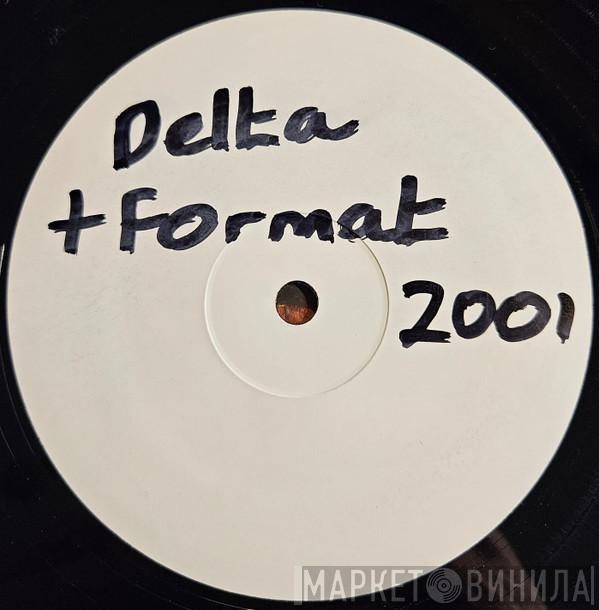 Delta
+ Format
2001
МАРКЕТ ВИНИЛА